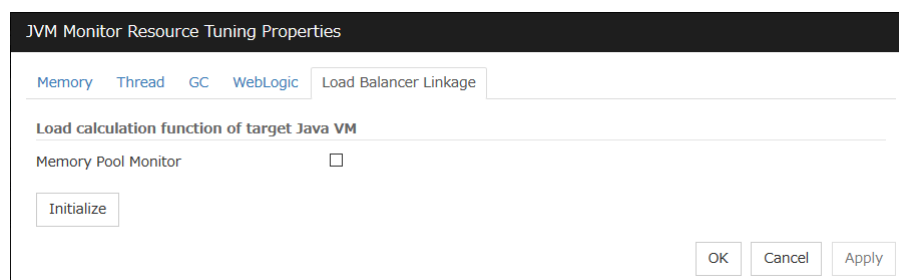 JVM Monitor Resource Tuning Properties
Memory Thread GC WebLogic Load Balancer Linkage
Load calculation function of target Java VM
Memory Pool Monitor
Initialize
OK Cancel Apply